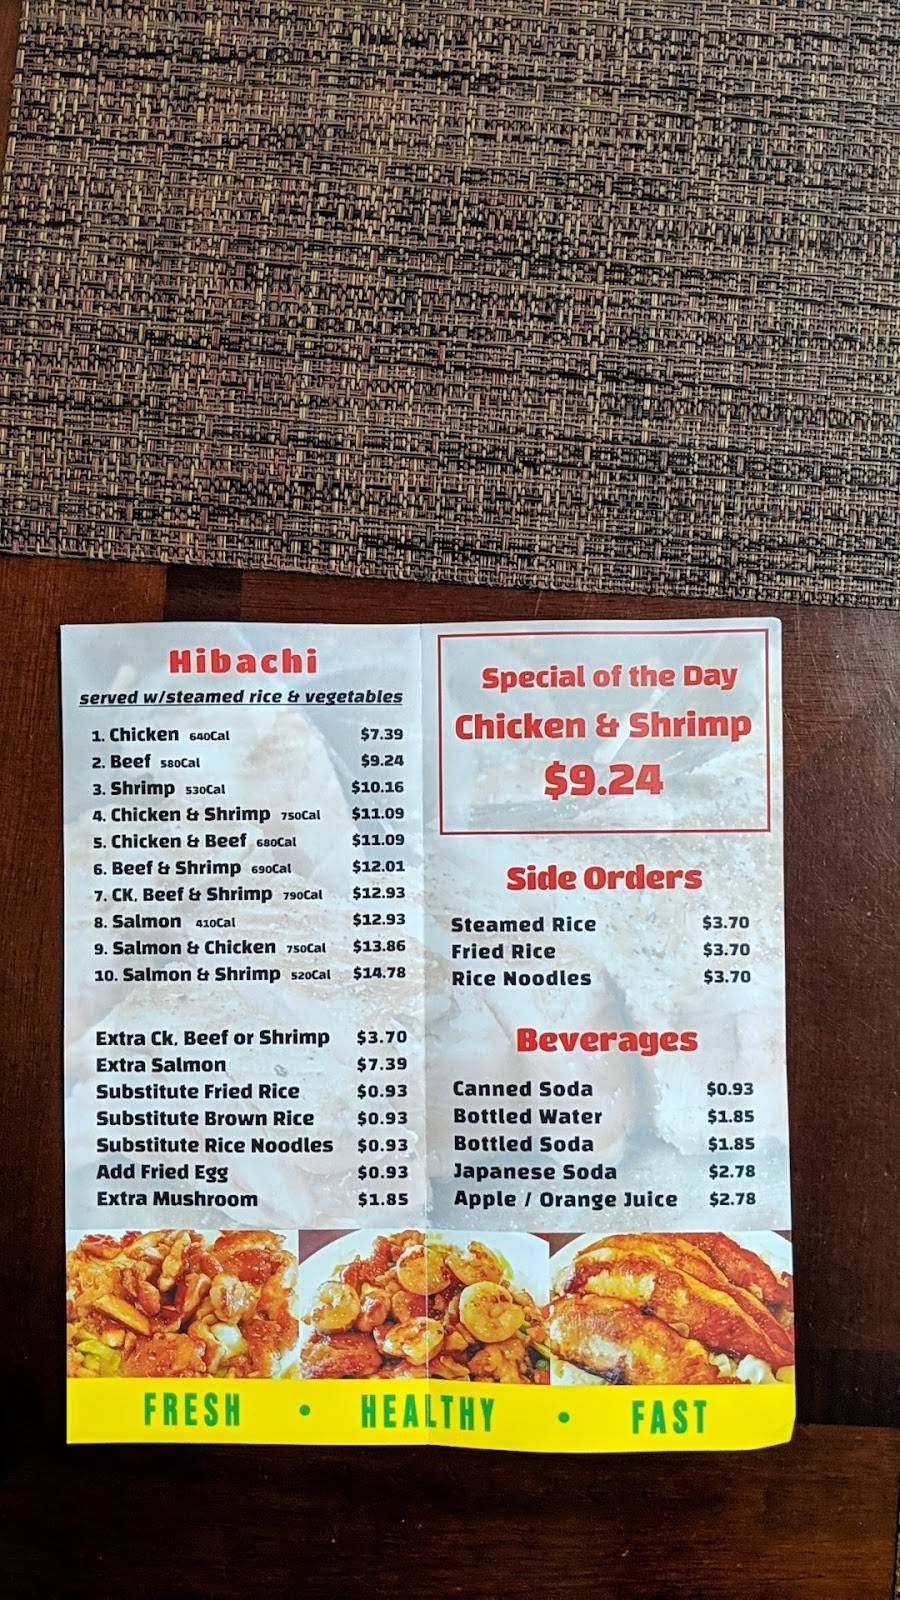 Hibachi
served w/steamed rice & vegetables
1. Chicken 640Cal $7.39
2. Beef 580Cal $9.24
3. Shrimp 530Cal $10.16
4. Chicken & Shrimp 750Cal $11.09
5. Chicken & Beef 680Cal $11.09
6. Beef & Shrimp 690Cal $12.01
7. CK, Beef & Shrimp 790Cal $12.93
8. Salmon 410Cal $12.93
9. Salmon & Chicken 750Cal $13.86
10. Salmon & Shrimp 520Cal $14.78
Extra Ck, Beef or Shrimp $3.70
Extra Salmon $7.39
Substitute Fried Rice $0.93
Substitute Brown Rice $0.93
Substitute Rice Noodles $0.93
Add Fried Egg $0.93
Extra Mushroom $1.85
Special of the Day
Chicken & Shrimp
$9.24
Side Orders
Steamed Rice $3.70
Fried Rice $3.70
Rice Noodles $3.70
Beverages
Canned Soda $0.93
Bottled Water $1.85
Bottled Soda $1.85
Japanese Soda $2.78
Apple / Orange Juice $2.78
FRESH • HEALTHY • FAST